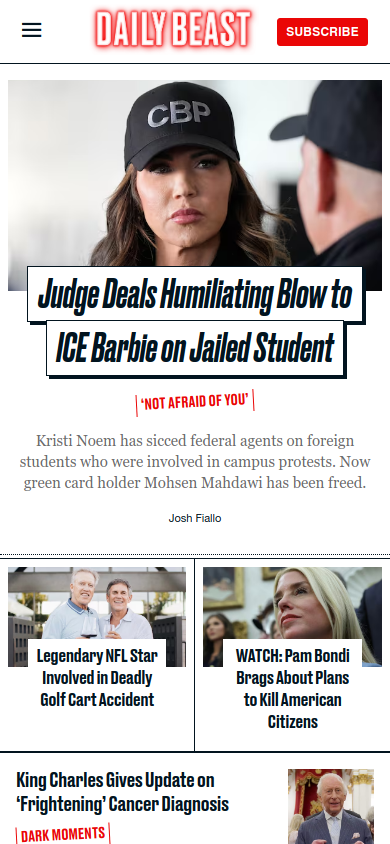 DAILY BEAST
SUBSCRIBE
CBP
Judge Deals Humiliating Blow to
ICE Barbie on Jailed Student
'NOT AFRAID OF YOU'
Kristi Noem has sicced federal agents on foreign
students who were involved in campus protests. Now
green card holder Mohsen Mahdawi has been freed.
Josh Fiallo
Legendary NFL Star
Involved in Deadly
Golf Cart Accident
WATCH: Pam Bondi
Brags About Plans
to Kill American
Citizens
King Charles Gives Update on
‘Frightening’ Cancer Diagnosis
DARK MOMENTS